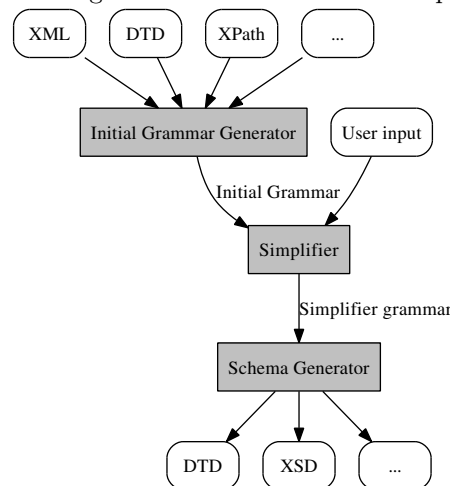 XML DTD XPath ...
Initial Grammar Generator User input
Initial Grammar
Simplifier
Simplifier grammar
Schema Generator
DTD XSD ...